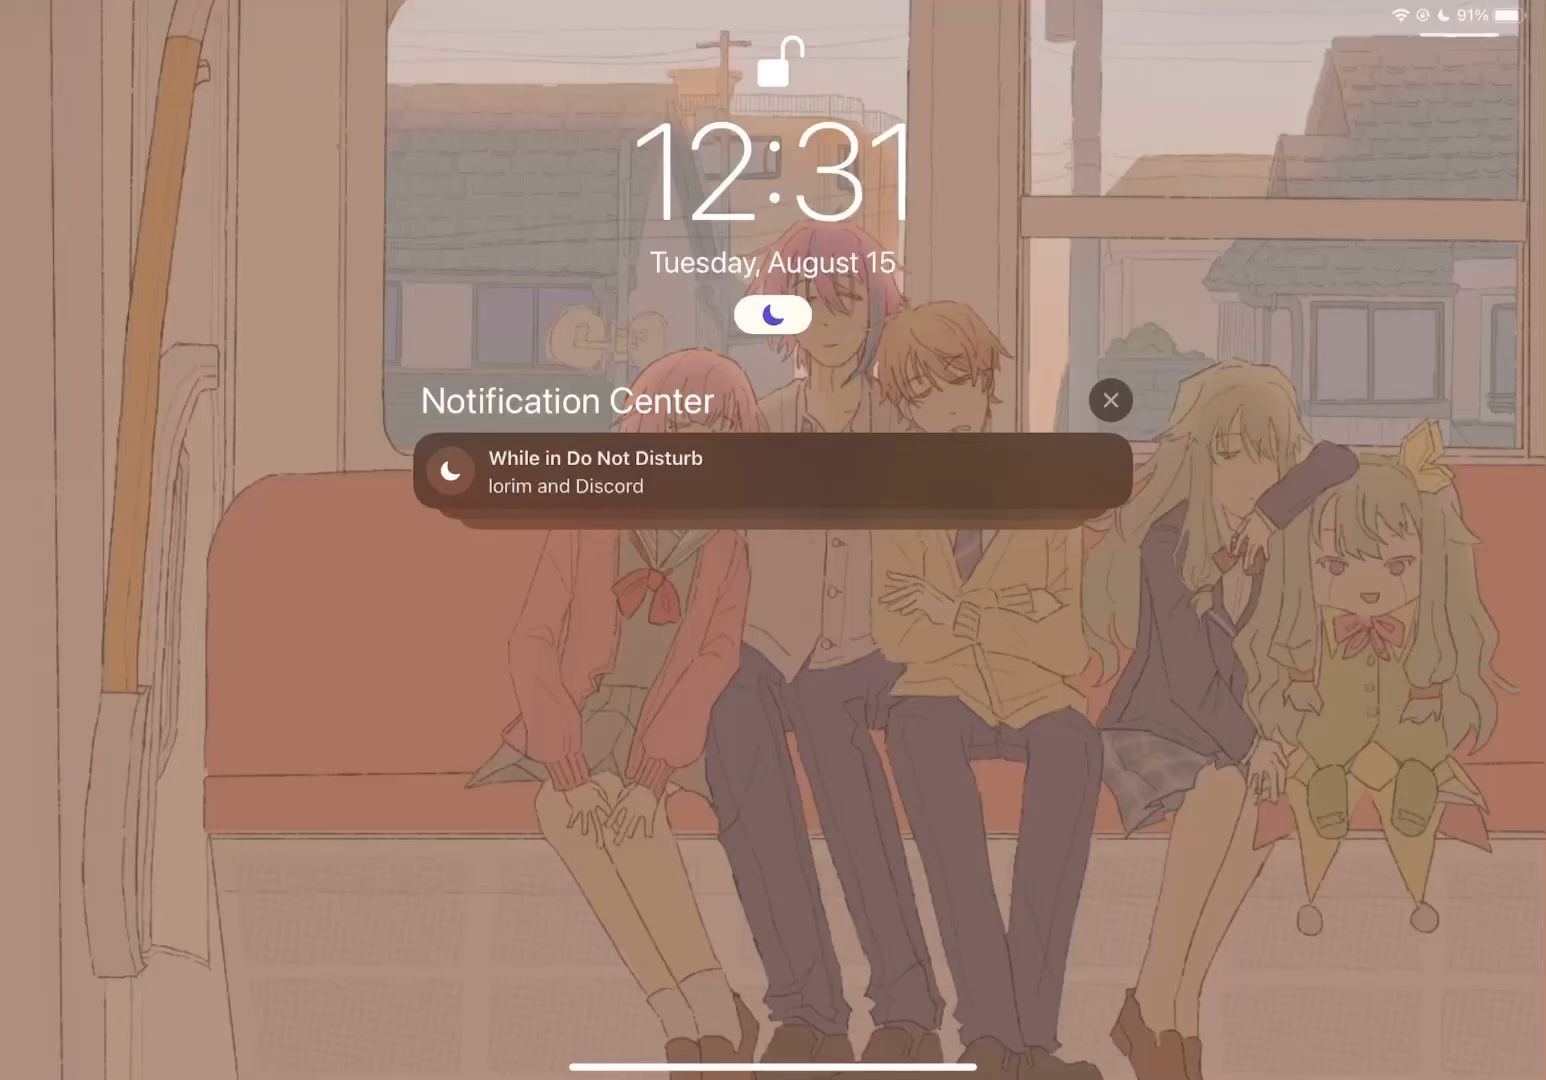 91%
12:31
Tuesday, August 15
Notification Center
While in Do Not Disturb
lorim and Discord